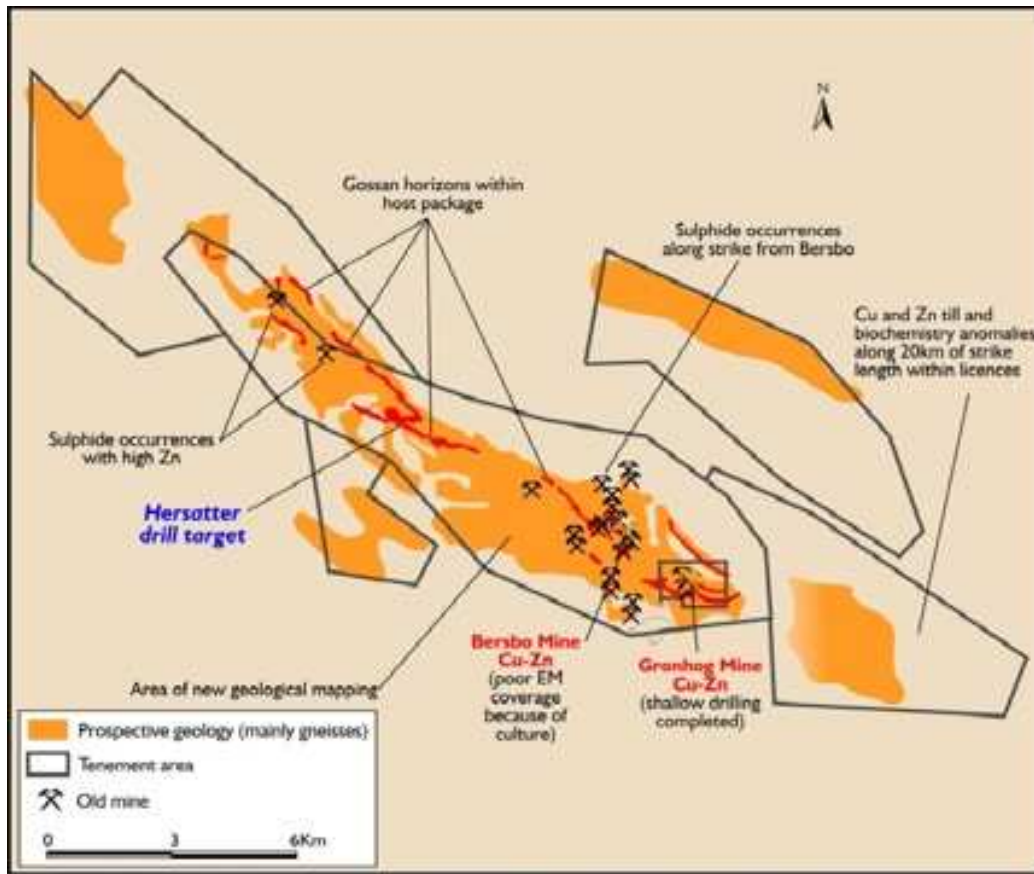 N
Gossan horizons within
host package
Sulphide occurrences
along strike from Bersbo
Cu and Zn till and
biochemistry anomalies
along 20km of strike
length within licences
Sulphide occurrences
with high Zn
Hersatter
drill target
Bersbo Mine
Cu-Zn
(poor EM
coverage
because of
culture)
Granhag Mine
Cu-Zn
(shallow drilling
completed)
Area of new geological mapping
Prospective geology (mainly gneisses)
Tenement area
Old mine
0 3 6Km